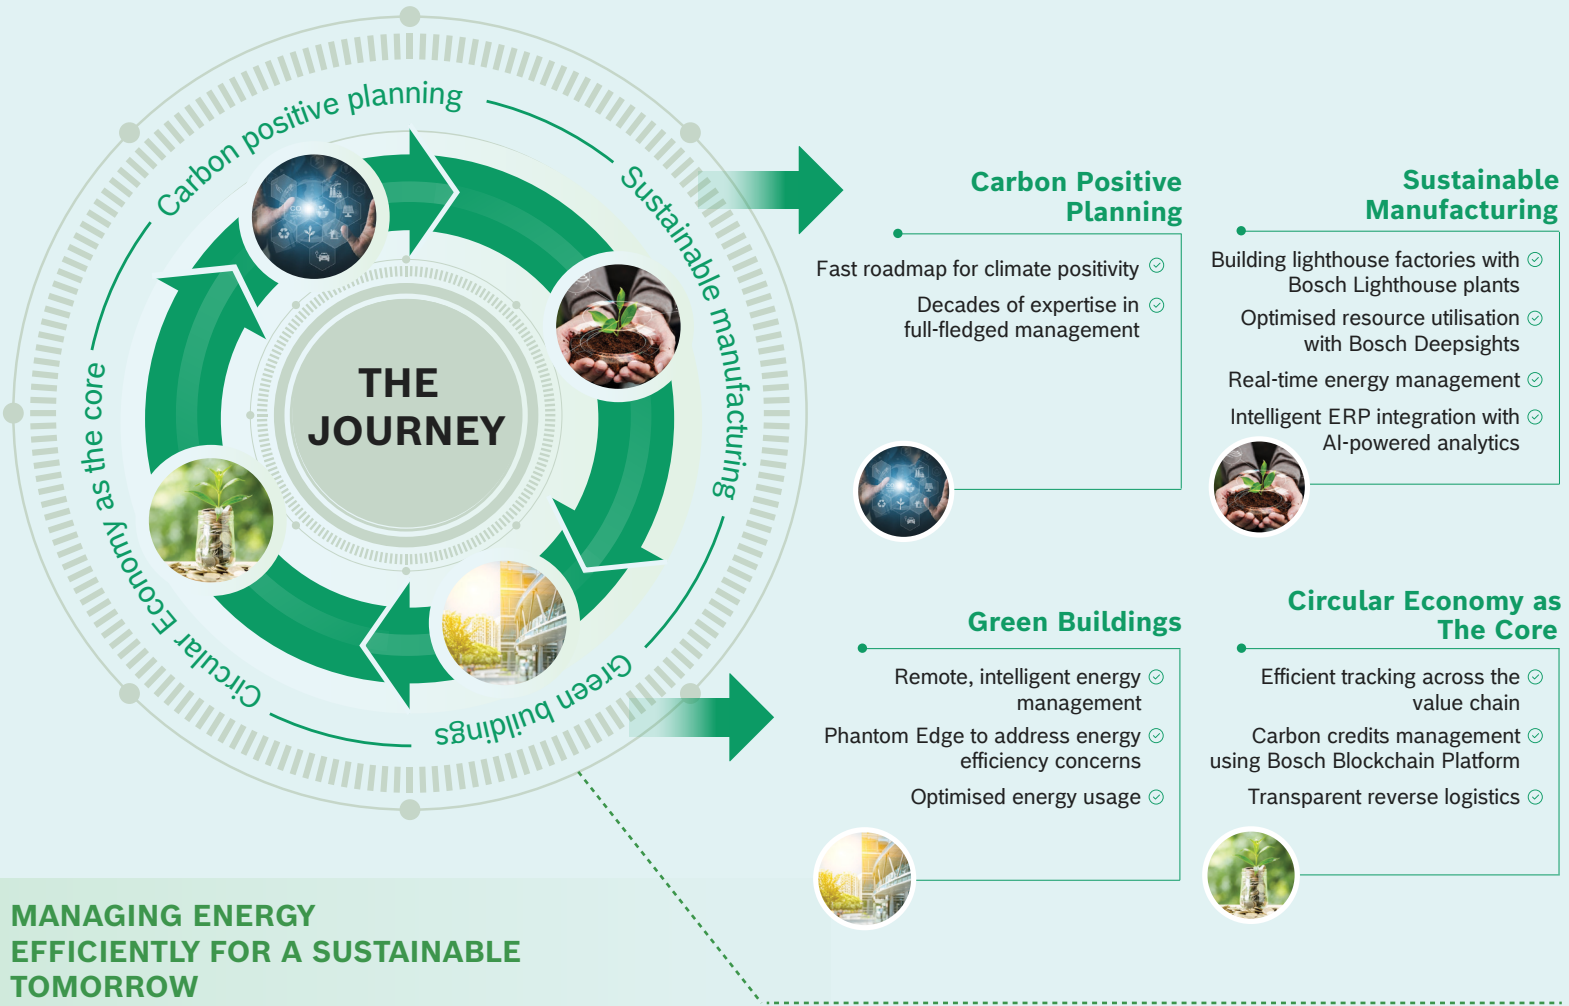 Carbon positive planning
Sustainable manufacturing
Green buildings
Circular Economy as the core
THE
JOURNEY
Carbon Positive
Planning
Fast roadmap for climate positivity
Decades of expertise in
full-fledged management
Sustainable
Manufacturing
Building lighthouse factories with
Bosch Lighthouse plants
Optimised resource utilisation
with Bosch Deepsights
Real-time energy management
Intelligent ERP integration with
AI-powered analytics
Green Buildings
Remote, intelligent energy
management
Phantom Edge to address energy
efficiency concerns
Optimised energy usage
Circular Economy as
The Core
Efficient tracking across the
value chain
Carbon credits management
using Bosch Blockchain Platform
Transparent reverse logistics
MANAGING ENERGY
EFFICIENTLY FOR A SUSTAINABLE
TOMORROW